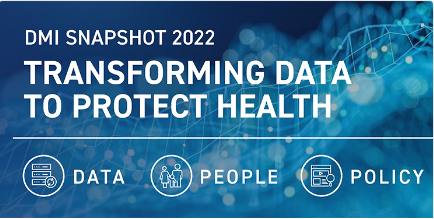 DMI SNAPSHOT 2022
TRANSFORMING DATA
TO PROTECT HEALTH
DATA PEOPLE POLICY